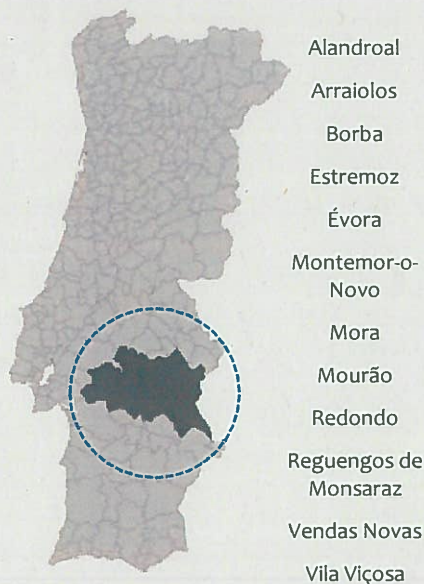 Alandroal
Arraiolos
Borba
Estremoz
Évora
Montemor-o-
Novo
Mora
Mourão
Redondo
Reguengos de
Monsaraz
Vendas Novas
Vila Viçosa